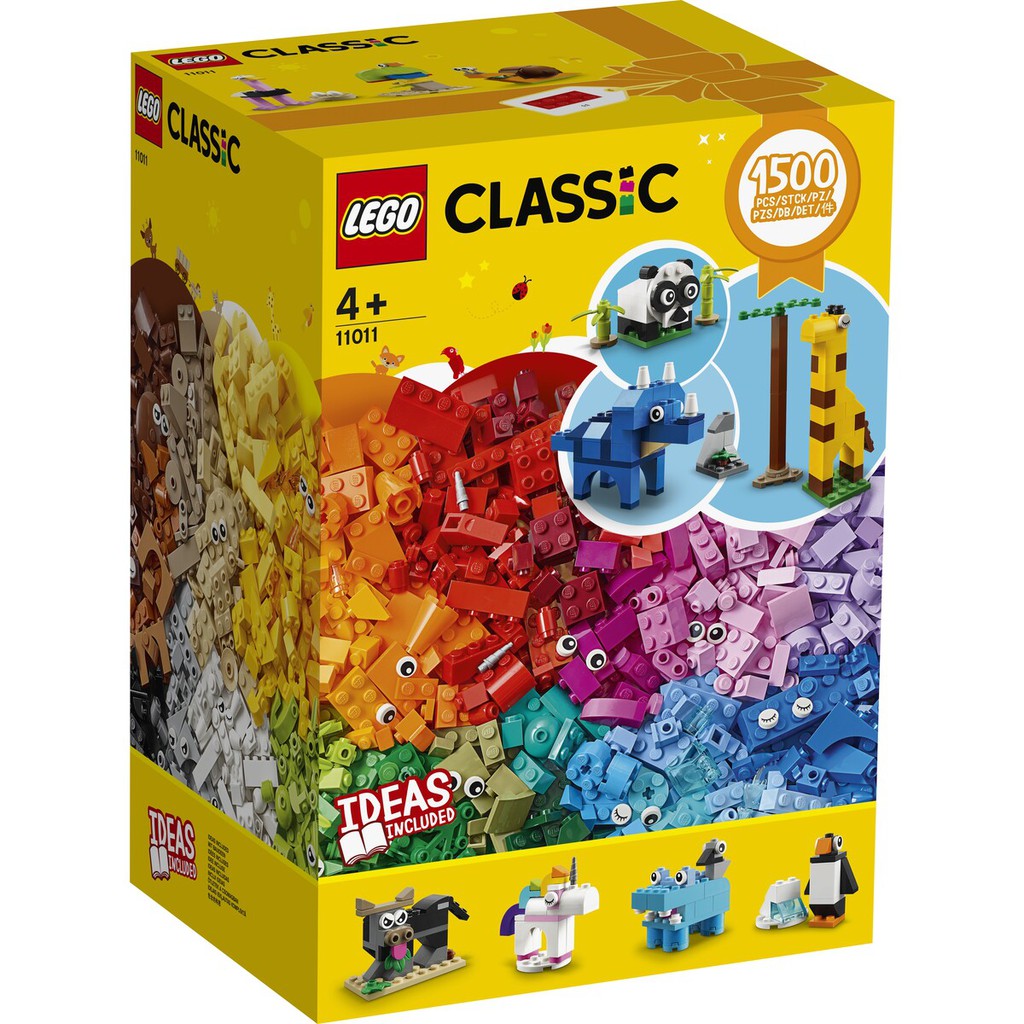 LEGO
CLASSiC
11011
LEGO
CLASSiC
11011
LEGO
CLASSiC
4+
11011
1500
PCS/STCK/PZ/
PZS/DB/DET/件
IDEAS
INCLUDED
IDEAS
INCLUDED